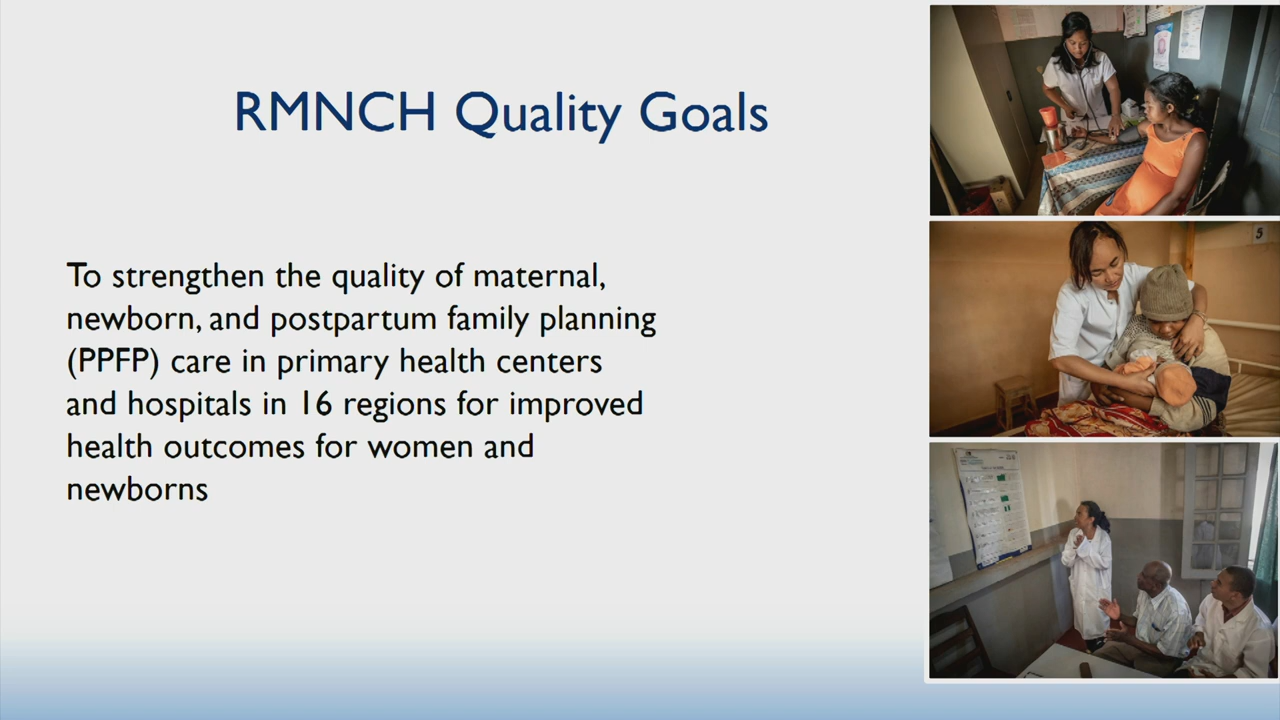 RMNCH Quality Goals
To strengthen the quality of maternal,
newborn, and postpartum family planning
(PPFP) care in primary health centers
and hospitals in 16 regions for improved
health outcomes for women and
newborns
5